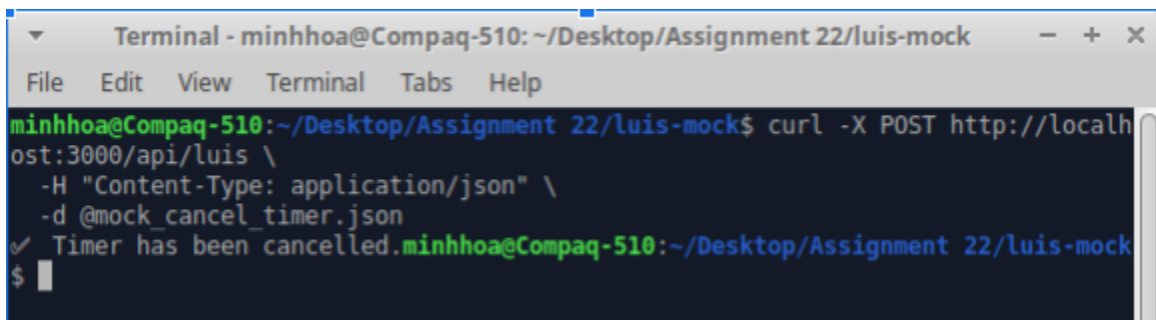 Terminal - minhhoa@Compaq-510: ~/Desktop/Assignment 22/luis-mock
File Edit View Terminal Tabs Help
minhhoa@Compaq-510:~/Desktop/Assignment 22/luis-mock$ curl -X POST http://localh
ost:3000/api/luis \
  -H "Content-Type: application/json" \
  -d @mock_cancel_timer.json
✓ Timer has been cancelled.minhhoa@Compaq-510:~/Desktop/Assignment 22/luis-mock
$